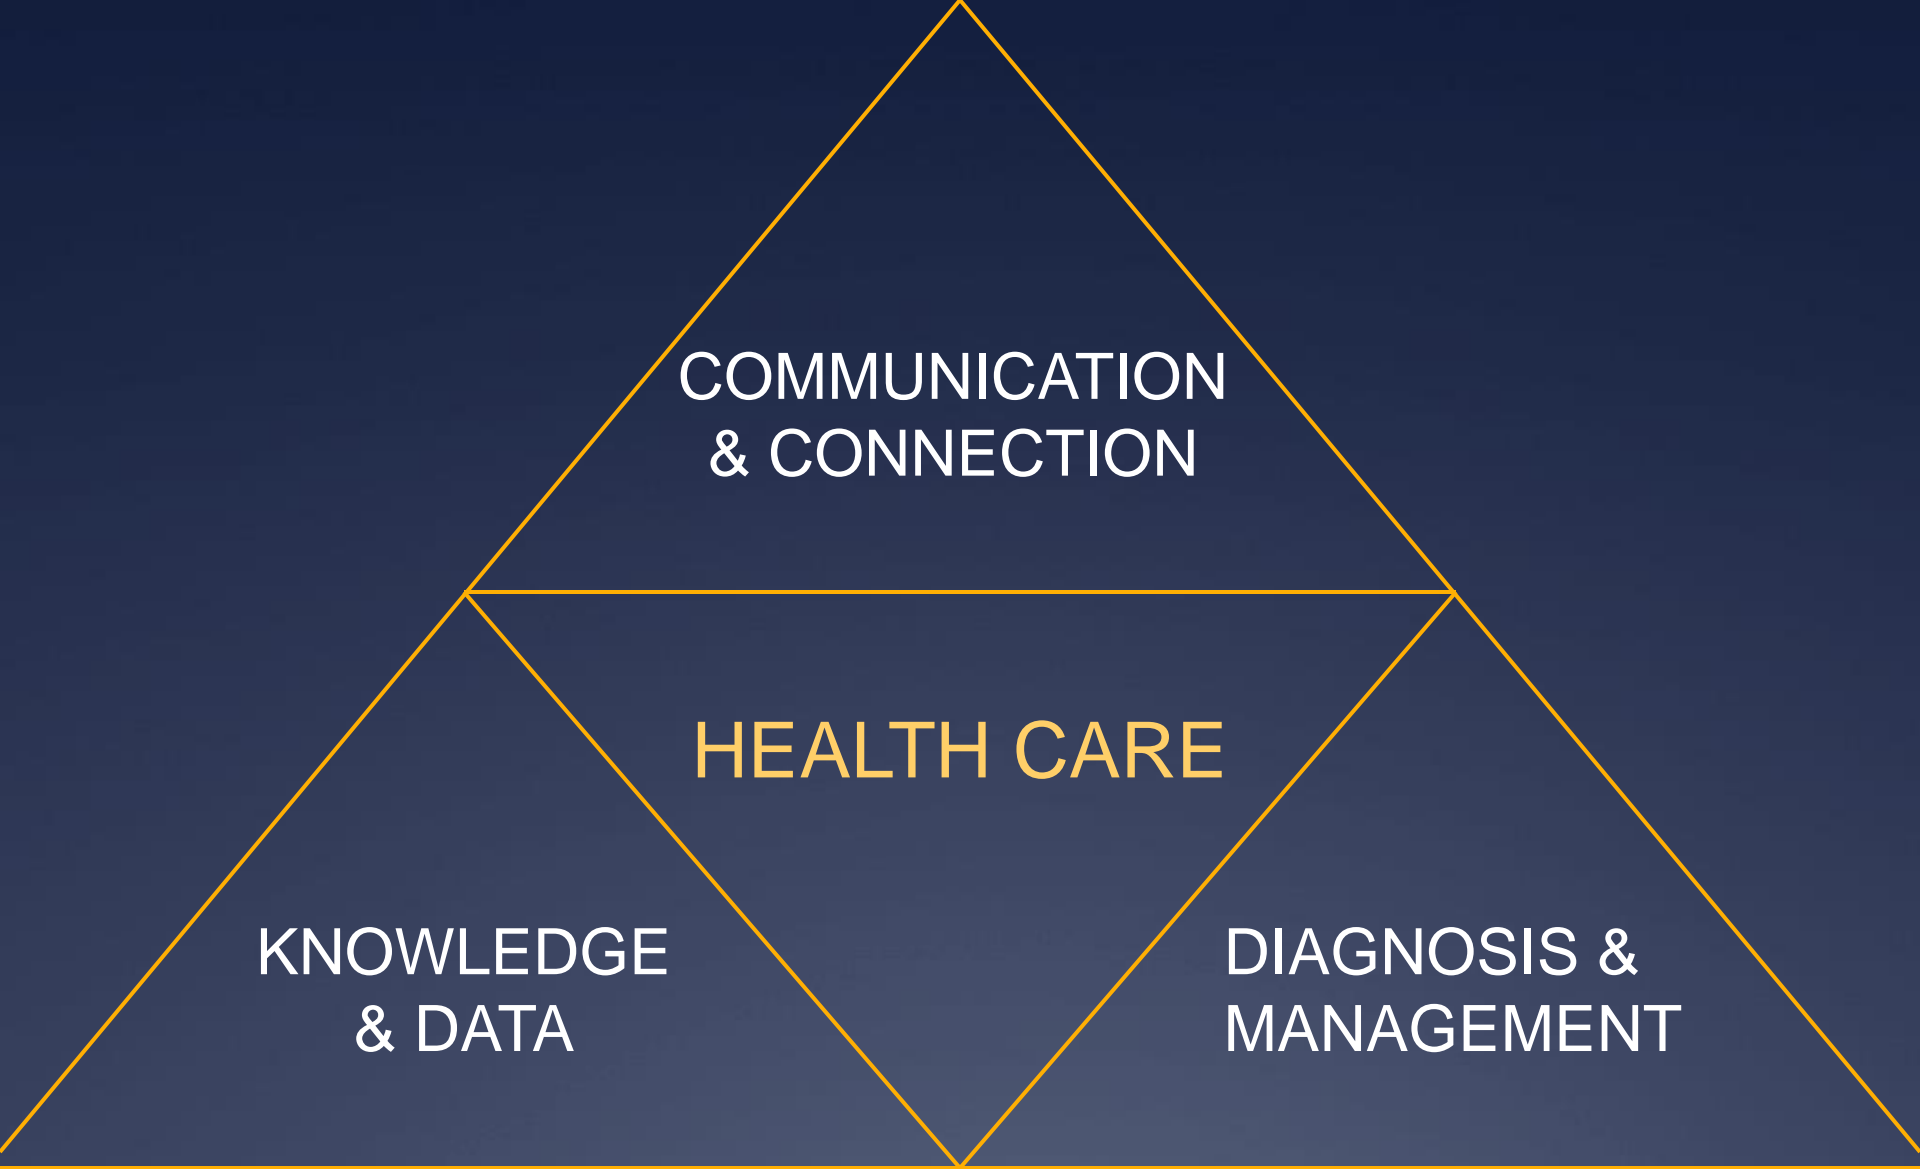 COMMUNICATION
& CONNECTION
HEALTH CARE
KNOWLEDGE
& DATA
DIAGNOSIS &
MANAGEMENT